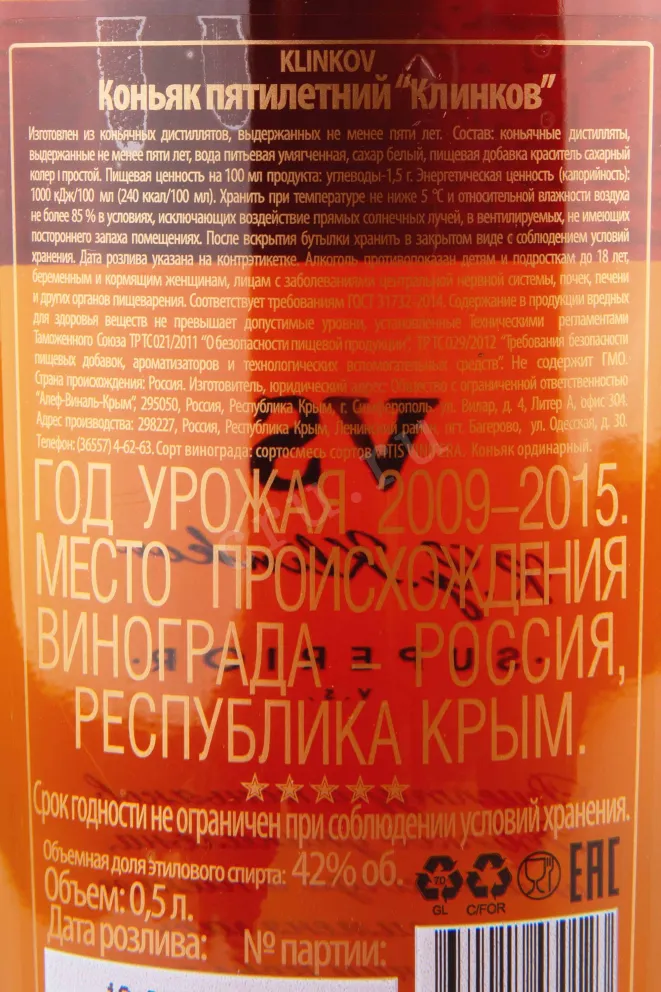 KLINKOV
Коньяк пятилетний "Клинков"
Изготовлен из коньячных дистиллятов, выдержанных не менее пяти лет. Состав: коньячные дистилляты,
выдержанные не менее пяти лет, вода питьевая умягченная, сахар белый, пищевая добавка краситель сахарный
колер I простой. Пищевая ценность на 100 мл продукта: углеводы-1,5 г. Энергетическая ценность (калорийность):
1000 кДж/100 мл (240 ккал/100 мл). Хранить при температуре не ниже 5 °С и относительной влажности воздуха
не более 85 % в условиях, исключающих воздействие прямых солнечных лучей, в вентилируемых, не имеющих
постороннего запаха помещениях. После вскрытия бутылки хранить в закрытом виде с соблюдением условий
хранения. Дата розлива указана на контрэтикетке. Алкоголь противопоказан детям и подросткам до 18 лет,
беременным и кормящим женщинам, лицам с заболеваниями центральной нервной системы, почек, печени
и других органов пищеварения. Соответствует требованиям ГОСТ 31732-2014. Содержание в продукции вредных
для здоровья веществ не превышает допустимые уровни, установленные Техническими регламентами
Таможенного Союза ТР ТС 021/2011 "О безопасности пищевой продукции", ТР ТС 029/2012 "Требования безопасности
пищевых добавок, ароматизаторов и технологических вспомогательных средств". Не содержит ГМО.
Страна происхождения: Россия. Изготовитель, юридический адрес: Общество с ограниченной ответственностью
"Алеф-Виналь-Крым", 295050, Россия, Республика Крым, г. Симферополь, ул. Вилар, д. 4, Литер А, офис 30И.
Адрес производства: 298227, Россия, Республика Крым, Ленинский район, пгт. Багерово, ул. Одесская, д. 30.
Телефон: (36557) 4-62-63. Сорт винограда: сортосмесь сортов VITIS VINIFERA. Коньяк ординарный.
VS
ГОД УРОЖАЯ 2009–2015.
МЕСТО ПРОИСХОЖДЕНИЯ
ВИНОГРАДА – РОССИЯ,
SUPERIOR
V.S.
РЕСПУБЛИКА КРЫМ.
Срок годности не ограничен при соблюдении условий хранения.
Объемная доля этилового спирта: 42% об.
Объем: 0,5 л.
70
GL C/FOR
EAC
Дата розлива: № партии: